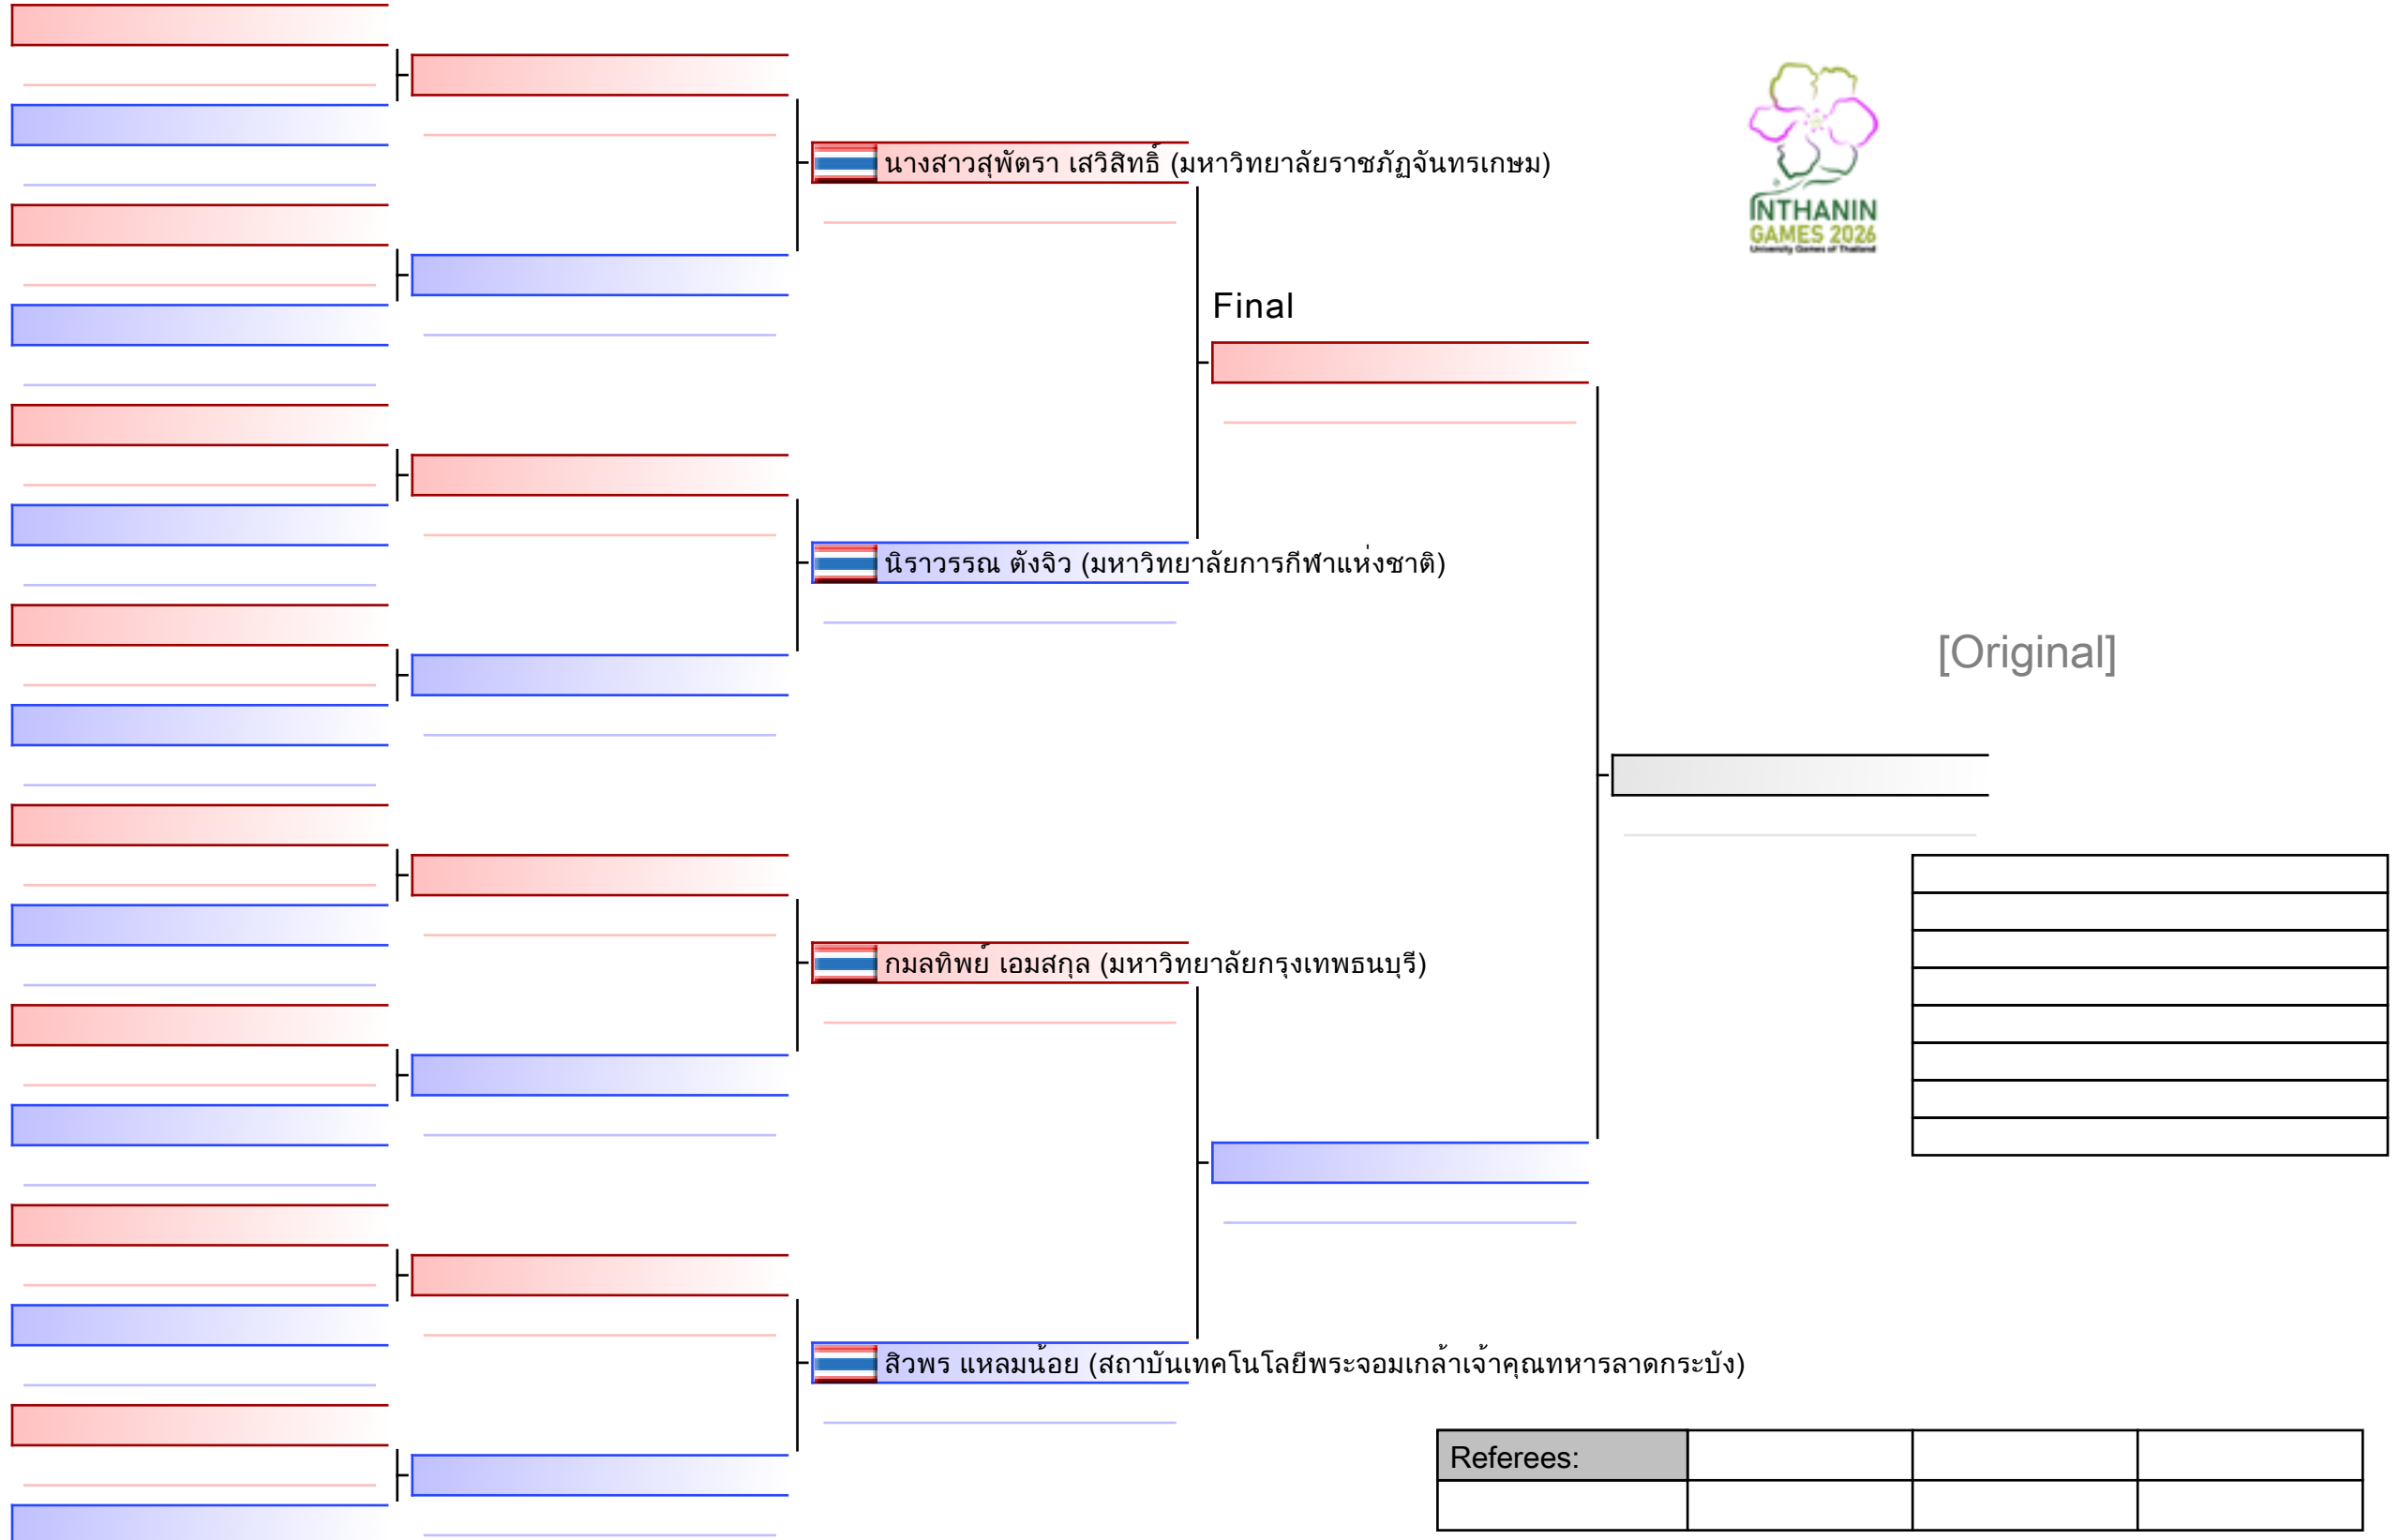 นางสาวสุพัตรา เสวิสิทธิ์ (มหาวิทยาลัยราชภัฏจันทรเกษม)
INTHANIN
GAMES 2026
University Games of Thailand
Final
นิราวรรณ ตังจิว (มหาวิทยาลัยการกีฬาแห่งชาติ)
[Original]
กมลทิพย์ เอมสกุล (มหาวิทยาลัยกรุงเทพธนบุรี)
สิวพร แหลมน้อย (สถาบันเทคโนโลยีพระจอมเกล้าเจ้าคุณทหารลาดกระบัง)
Referees: